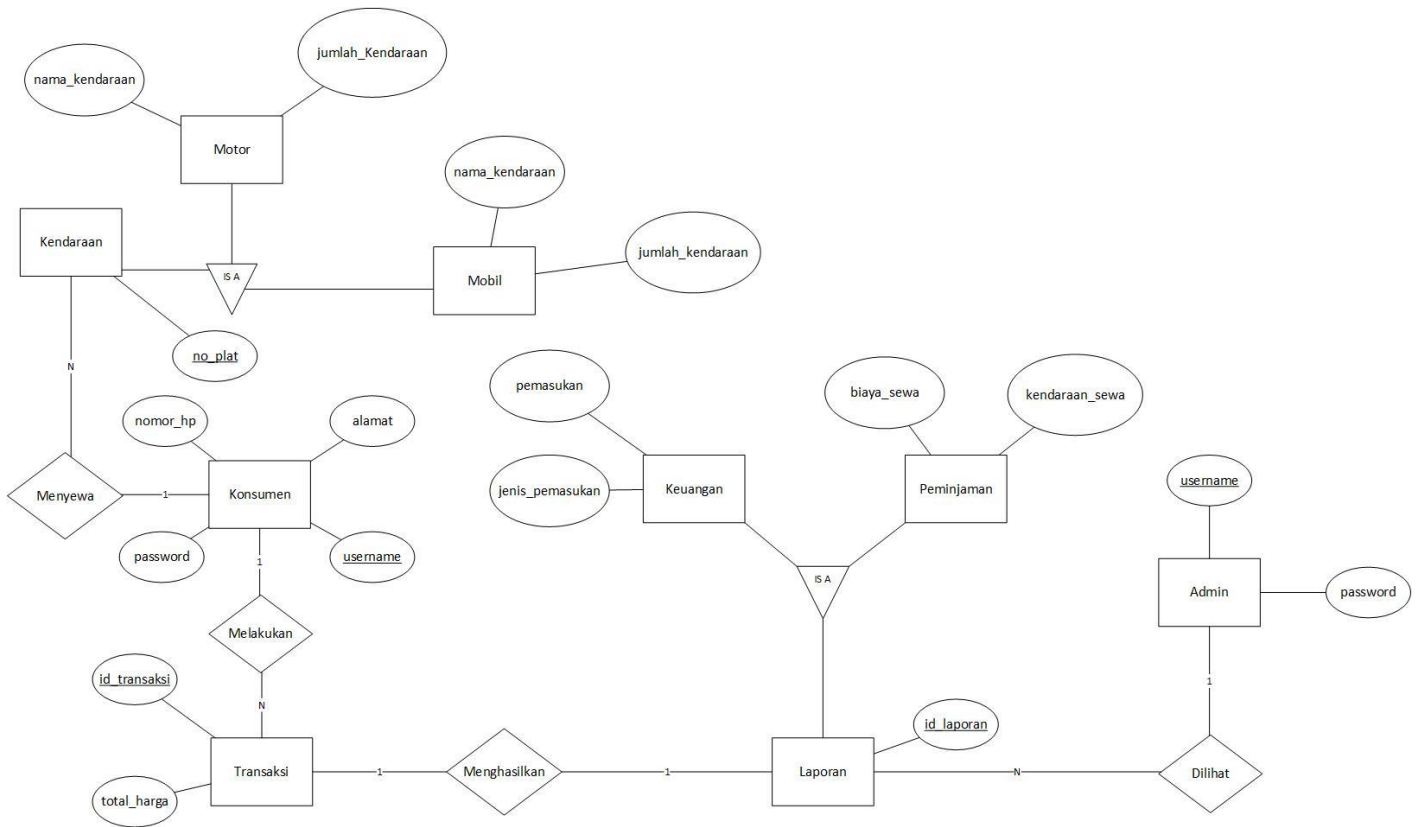 jumlah_Kendaraan
nama_kendaraan
Motor
nama_kendaraan
Kendaraan
jumlah_kendaraan
IS A
Mobil
no_plat
N
pemasukan
biaya_sewa
kendaraan_sewa
nomor_hp
alamat
username
Menyewa
1
Konsumen
jenis_pemasukan
Keuangan
Peminjaman
password
username
1
IS A
Admin
password
Melakukan
id_transaksi
1
N
id_laporan
Transaksi
1
Menghasilkan
1
Laporan
N
Dilihat
total_harga